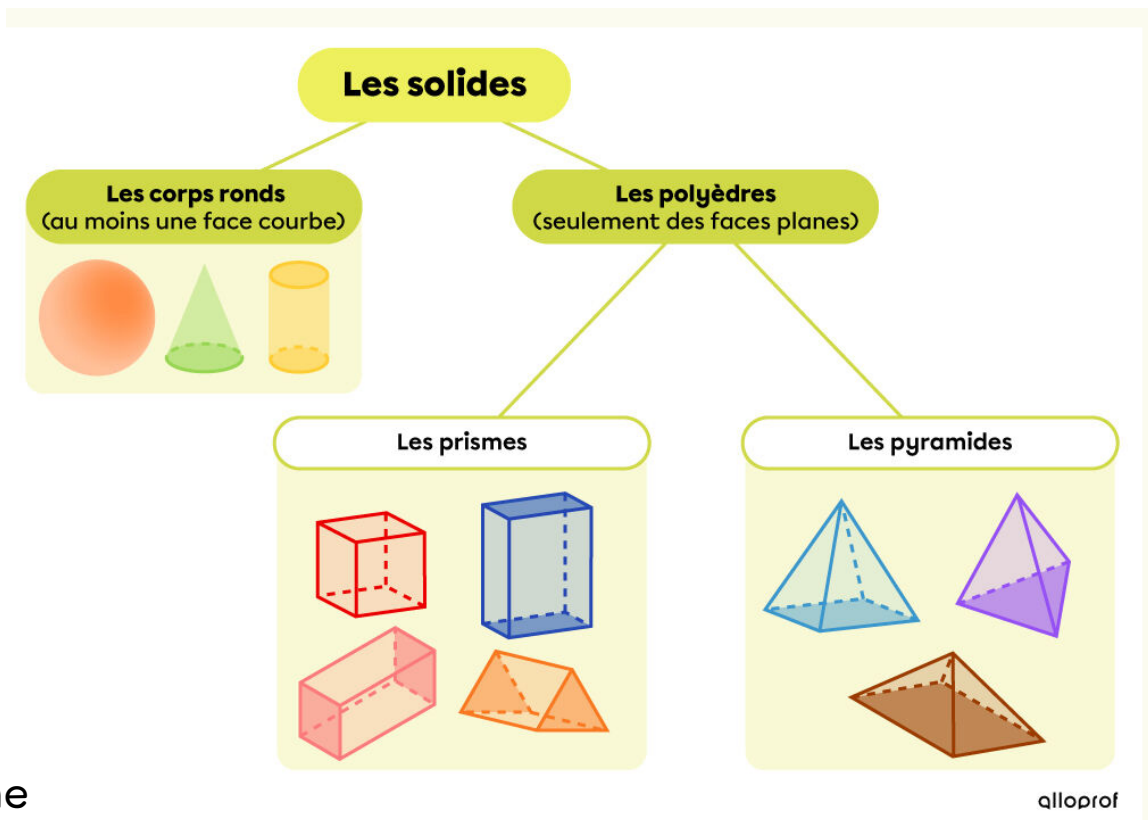 Les solides
Les corps ronds
(au moins une face courbe)
Les polyèdres
(seulement des faces planes)
Les prismes
Les pyramides
alloprof